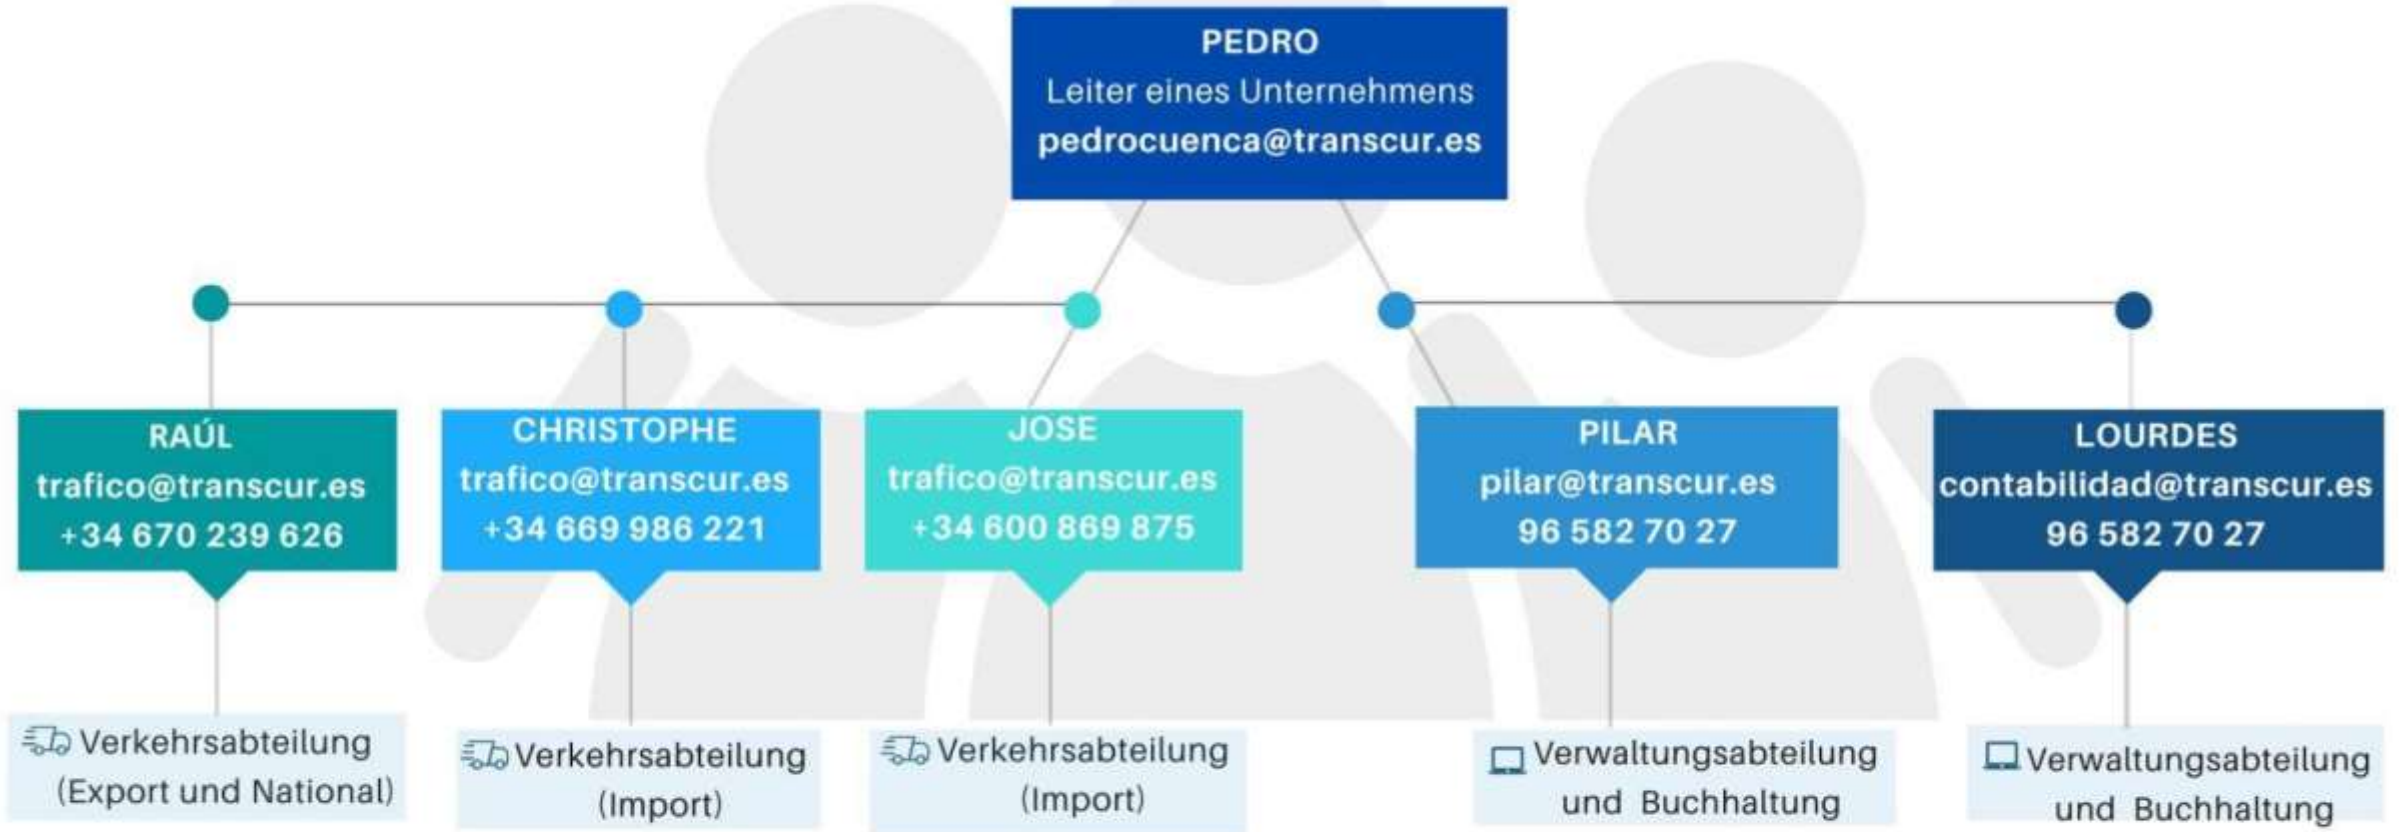 PEDRO
Leiter eines Unternehmens
pedrocuenca@transcur.es
RAÚL
trafico@transcur.es
+34 670 239 626
CHRISTOPHE
trafico@transcur.es
+34 669 986 221
JOSE
trafico@transcur.es
+34 600 869 875
PILAR
pilar@transcur.es
96 582 70 27
LOURDES
contabilidad@transcur.es
96 582 70 27
Verkehrsabteilung
(Export und National)
Verkehrsabteilung
(Import)
Verkehrsabteilung
(Import)
Verwaltungsabteilung
und Buchhaltung
Verwaltungsabteilung
und Buchhaltung